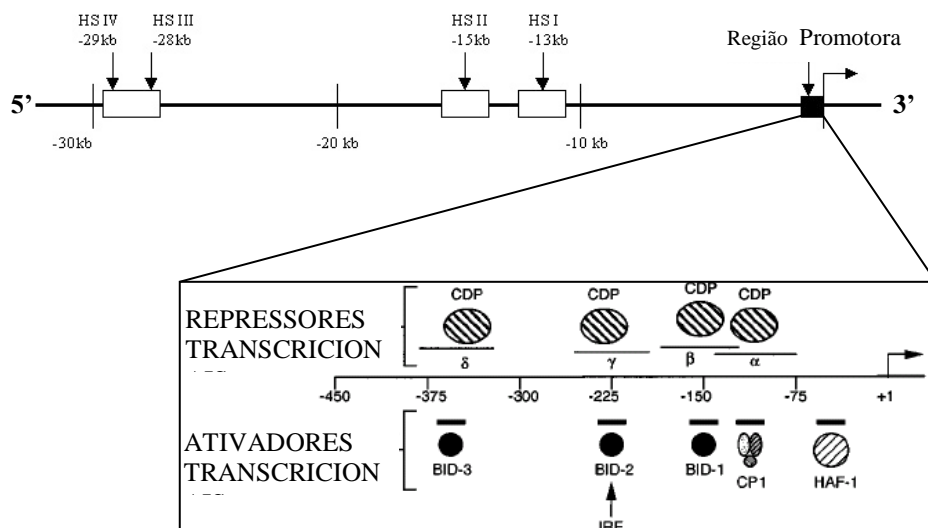 HS IV HS III HS II HS I
-29kb -28kb -15kb -13kb
Região Promotora
5’ 3’
-30kb -20 kb -10 kb
REPRESSORES
TRANSCRICION
CDP CDP CDP CDP
δ γ β α
-450 -375 -300 -225 -150 -75 +1
ATIVADORES
TRANSCRICION
BID-3 BID-2 BID-1 CP1 HAF-1